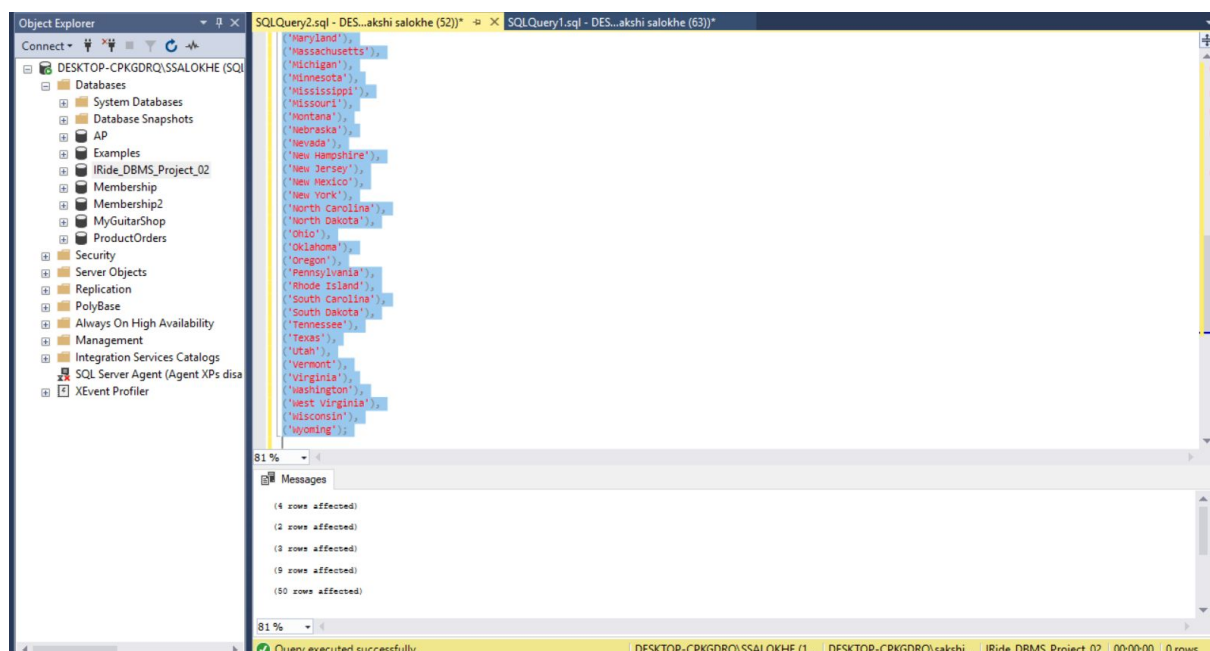 Object Explorer
SQLQuery2.sql - DES...akshi salokhe (52))*
SQLQuery1.sql - DES...akshi salokhe (63))*
Connect
DESKTOP-CPKGDRQ\SSALOKHE (SQL
Databases
System Databases
Database Snapshots
AP
Examples
IRide_DBMS_Project_02
Membership
Membership2
MyGuitarShop
ProductOrders
Security
Server Objects
Replication
PolyBase
Always On High Availability
Management
Integration Services Catalogs
SQL Server Agent (Agent XPs disa
XEvent Profiler
('Maryland'),
('Massachusetts'),
('Michigan'),
('Minnesota'),
('Mississippi'),
('Missouri'),
('Montana'),
('Nebraska'),
('Nevada'),
('New Hampshire'),
('New Jersey'),
('New Mexico'),
('New York'),
('North Carolina'),
('North Dakota'),
('Ohio'),
('Oklahoma'),
('Oregon'),
('Pennsylvania'),
('Rhode Island'),
('South Carolina'),
('South Dakota'),
('Tennessee'),
('Texas'),
('Utah'),
('Vermont'),
('Virginia'),
('Washington'),
('West Virginia'),
('Wisconsin'),
('Wyoming');
81 %
Messages
(4 rows affected)
(2 rows affected)
(3 rows affected)
(9 rows affected)
(50 rows affected)
81 %
Query executed successfully
DESKTOP-CPKGDRQ\SSALOKHE (1
DESKTOP-CPKGDRQ\sakshi
IRide_DBMS_Project_02
00:00:00
0 rows